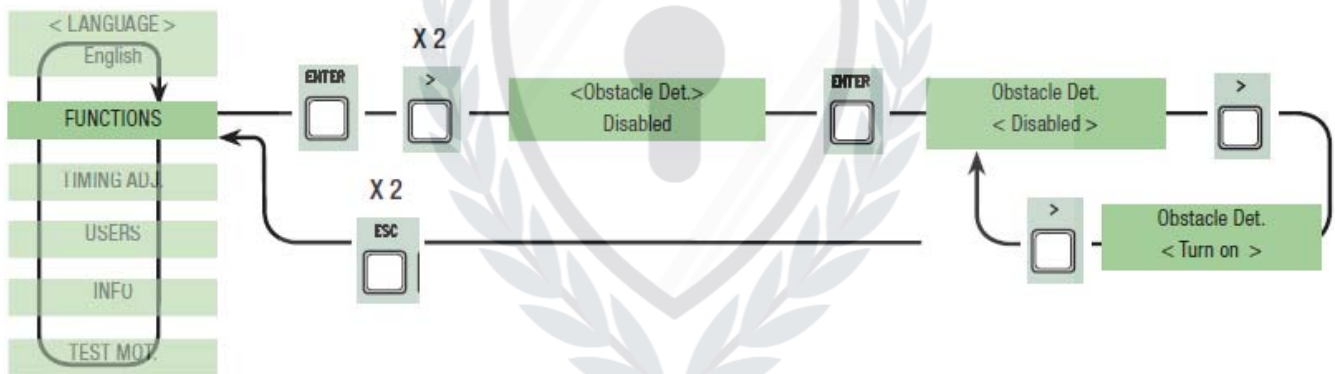 < LANGUAGE >
English
FUNCTIONS
TIMING ADJ.
USERS
INFO
TEST MOT.
ENTER
X 2
>
<Obstacle Det.>
Disabled
ENTER
Obstacle Det.
< Disabled >
>
>
Obstacle Det.
< Turn on >
X 2
ESC